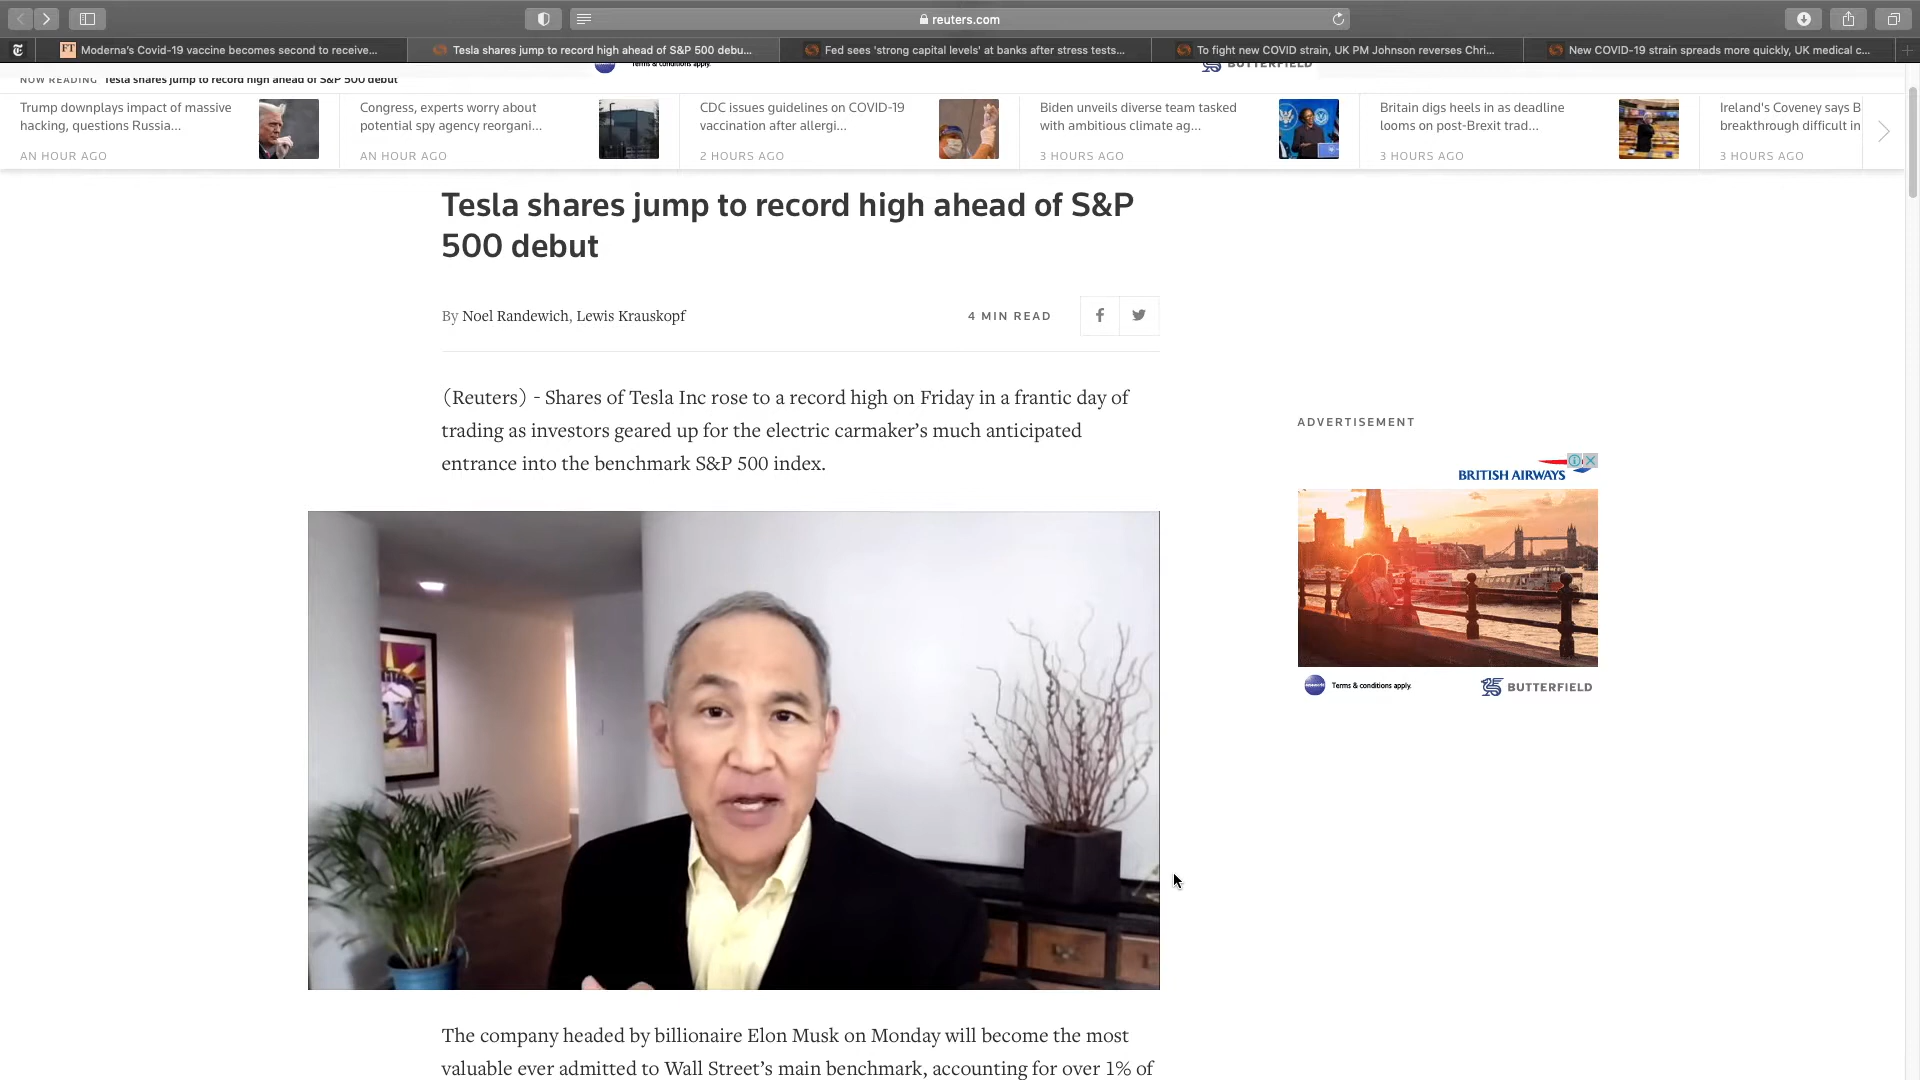 reuters.com
Moderna's Covid-19 vaccine becomes second to receive...
Tesla shares jump to record high ahead of S&P 500 debu...
Fed sees 'strong capital levels' at banks after stress tests...
To fight new COVID strain, UK PM Johnson reverses Chri...
New COVID-19 strain spreads more quickly, UK medical c...
Terms & conditions apply.
BUTTERFIELD
NOW READING Tesla shares jump to record high ahead of S&P 500 debut
Trump downplays impact of massive
hacking, questions Russia...
AN HOUR AGO
Congress, experts worry about
potential spy agency reorgani...
AN HOUR AGO
CDC issues guidelines on COVID-19
vaccination after allergi...
2 HOURS AGO
Biden unveils diverse team tasked
with ambitious climate ag...
3 HOURS AGO
Britain digs heels in as deadline
looms on post-Brexit trad...
3 HOURS AGO
Ireland's Coveney says B
breakthrough difficult in
3 HOURS AGO
Tesla shares jump to record high ahead of S&P
500 debut
By Noel Randewich, Lewis Krauskopf
4 MIN READ
(Reuters) - Shares of Tesla Inc rose to a record high on Friday in a frantic day of
trading as investors geared up for the electric carmaker’s much anticipated
entrance into the benchmark S&P 500 index.
ADVERTISEMENT
BRITISH AIRWAYS
Terms & conditions apply.
BUTTERFIELD
The company headed by billionaire Elon Musk on Monday will become the most
valuable ever admitted to Wall Street’s main benchmark, accounting for over 1% of